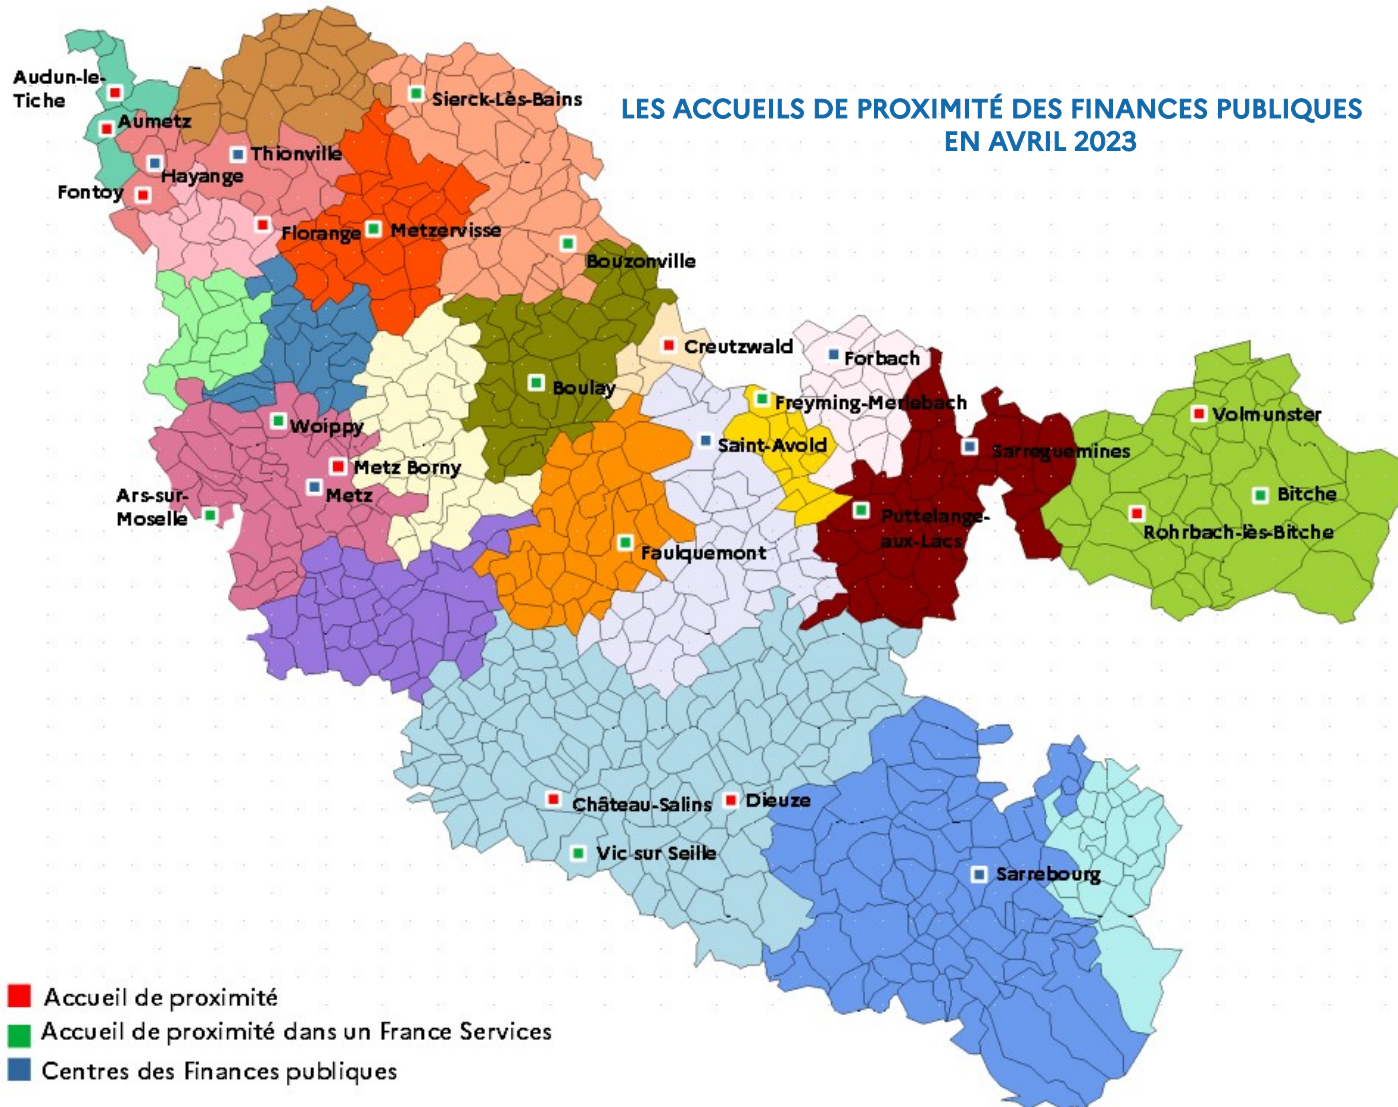 LES ACCUEILS DE PROXIMITÉ DES FINANCES PUBLIQUES
EN AVRIL 2023
Audun-le-
Tiche
Sierck-Lès-Bains
Aumetz
Thionville
Hayange
Fontoy
Florange
Metzervisse
Bouzonville
Creutzwald
Forbach
Boulay
Freyming-Merlebach
Volmunster
Woippy
Saint-Avold
Sarreguemines
Metz Borny
Metz
Ars-sur-
Moselle
Bitche
Puttelange-
aux-Lacs
Rohrbach-lès-Bitche
Faulquemont
Château-Salins
Dieuze
Vic sur Seille
Sarrebourg
Accueil de proximité
Accueil de proximité dans un France Services
Centres des Finances publiques